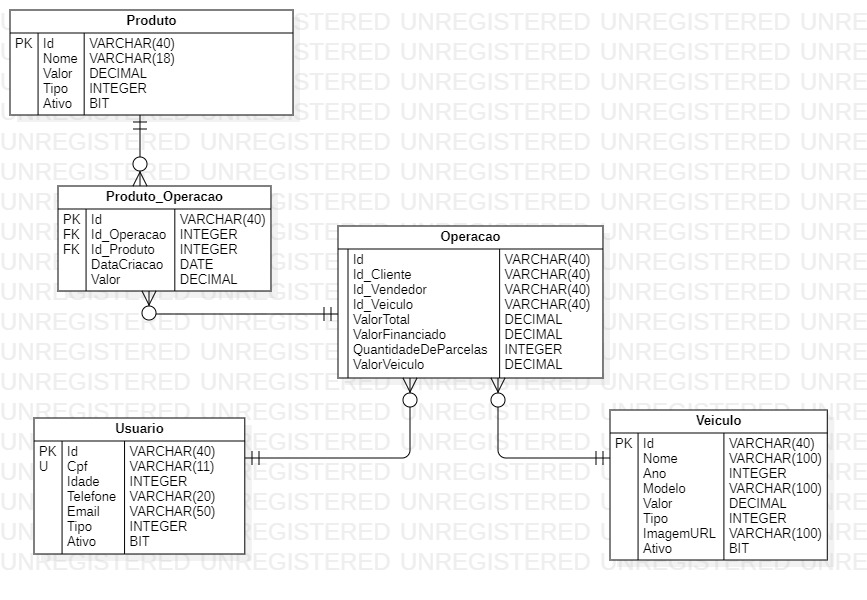 Produto
PK Id VARCHAR(40)
Nome VARCHAR(18)
Valor DECIMAL
Tipo INTEGER
Ativo BIT
Produto_Operacao
PK Id VARCHAR(40)
FK Id_Operacao INTEGER
FK Id_Produto INTEGER
DataCriacao DATE
Valor DECIMAL
Operacao
Id VARCHAR(40)
Id_Cliente VARCHAR(40)
Id_Vendedor VARCHAR(40)
Id_Veiculo VARCHAR(40)
ValorTotal DECIMAL
ValorFinanciado DECIMAL
QuantidadeDeParcelas INTEGER
ValorVeiculo DECIMAL
Usuario
PK Id VARCHAR(40)
U Cpf VARCHAR(11)
Idade INTEGER
Telefone VARCHAR(20)
Email VARCHAR(50)
Tipo INTEGER
Ativo BIT
Veiculo
PK Id VARCHAR(40)
Nome VARCHAR(100)
Ano INTEGER
Modelo VARCHAR(100)
Valor DECIMAL
Tipo INTEGER
ImagemURL VARCHAR(100)
Ativo BIT
UNREGISTERED